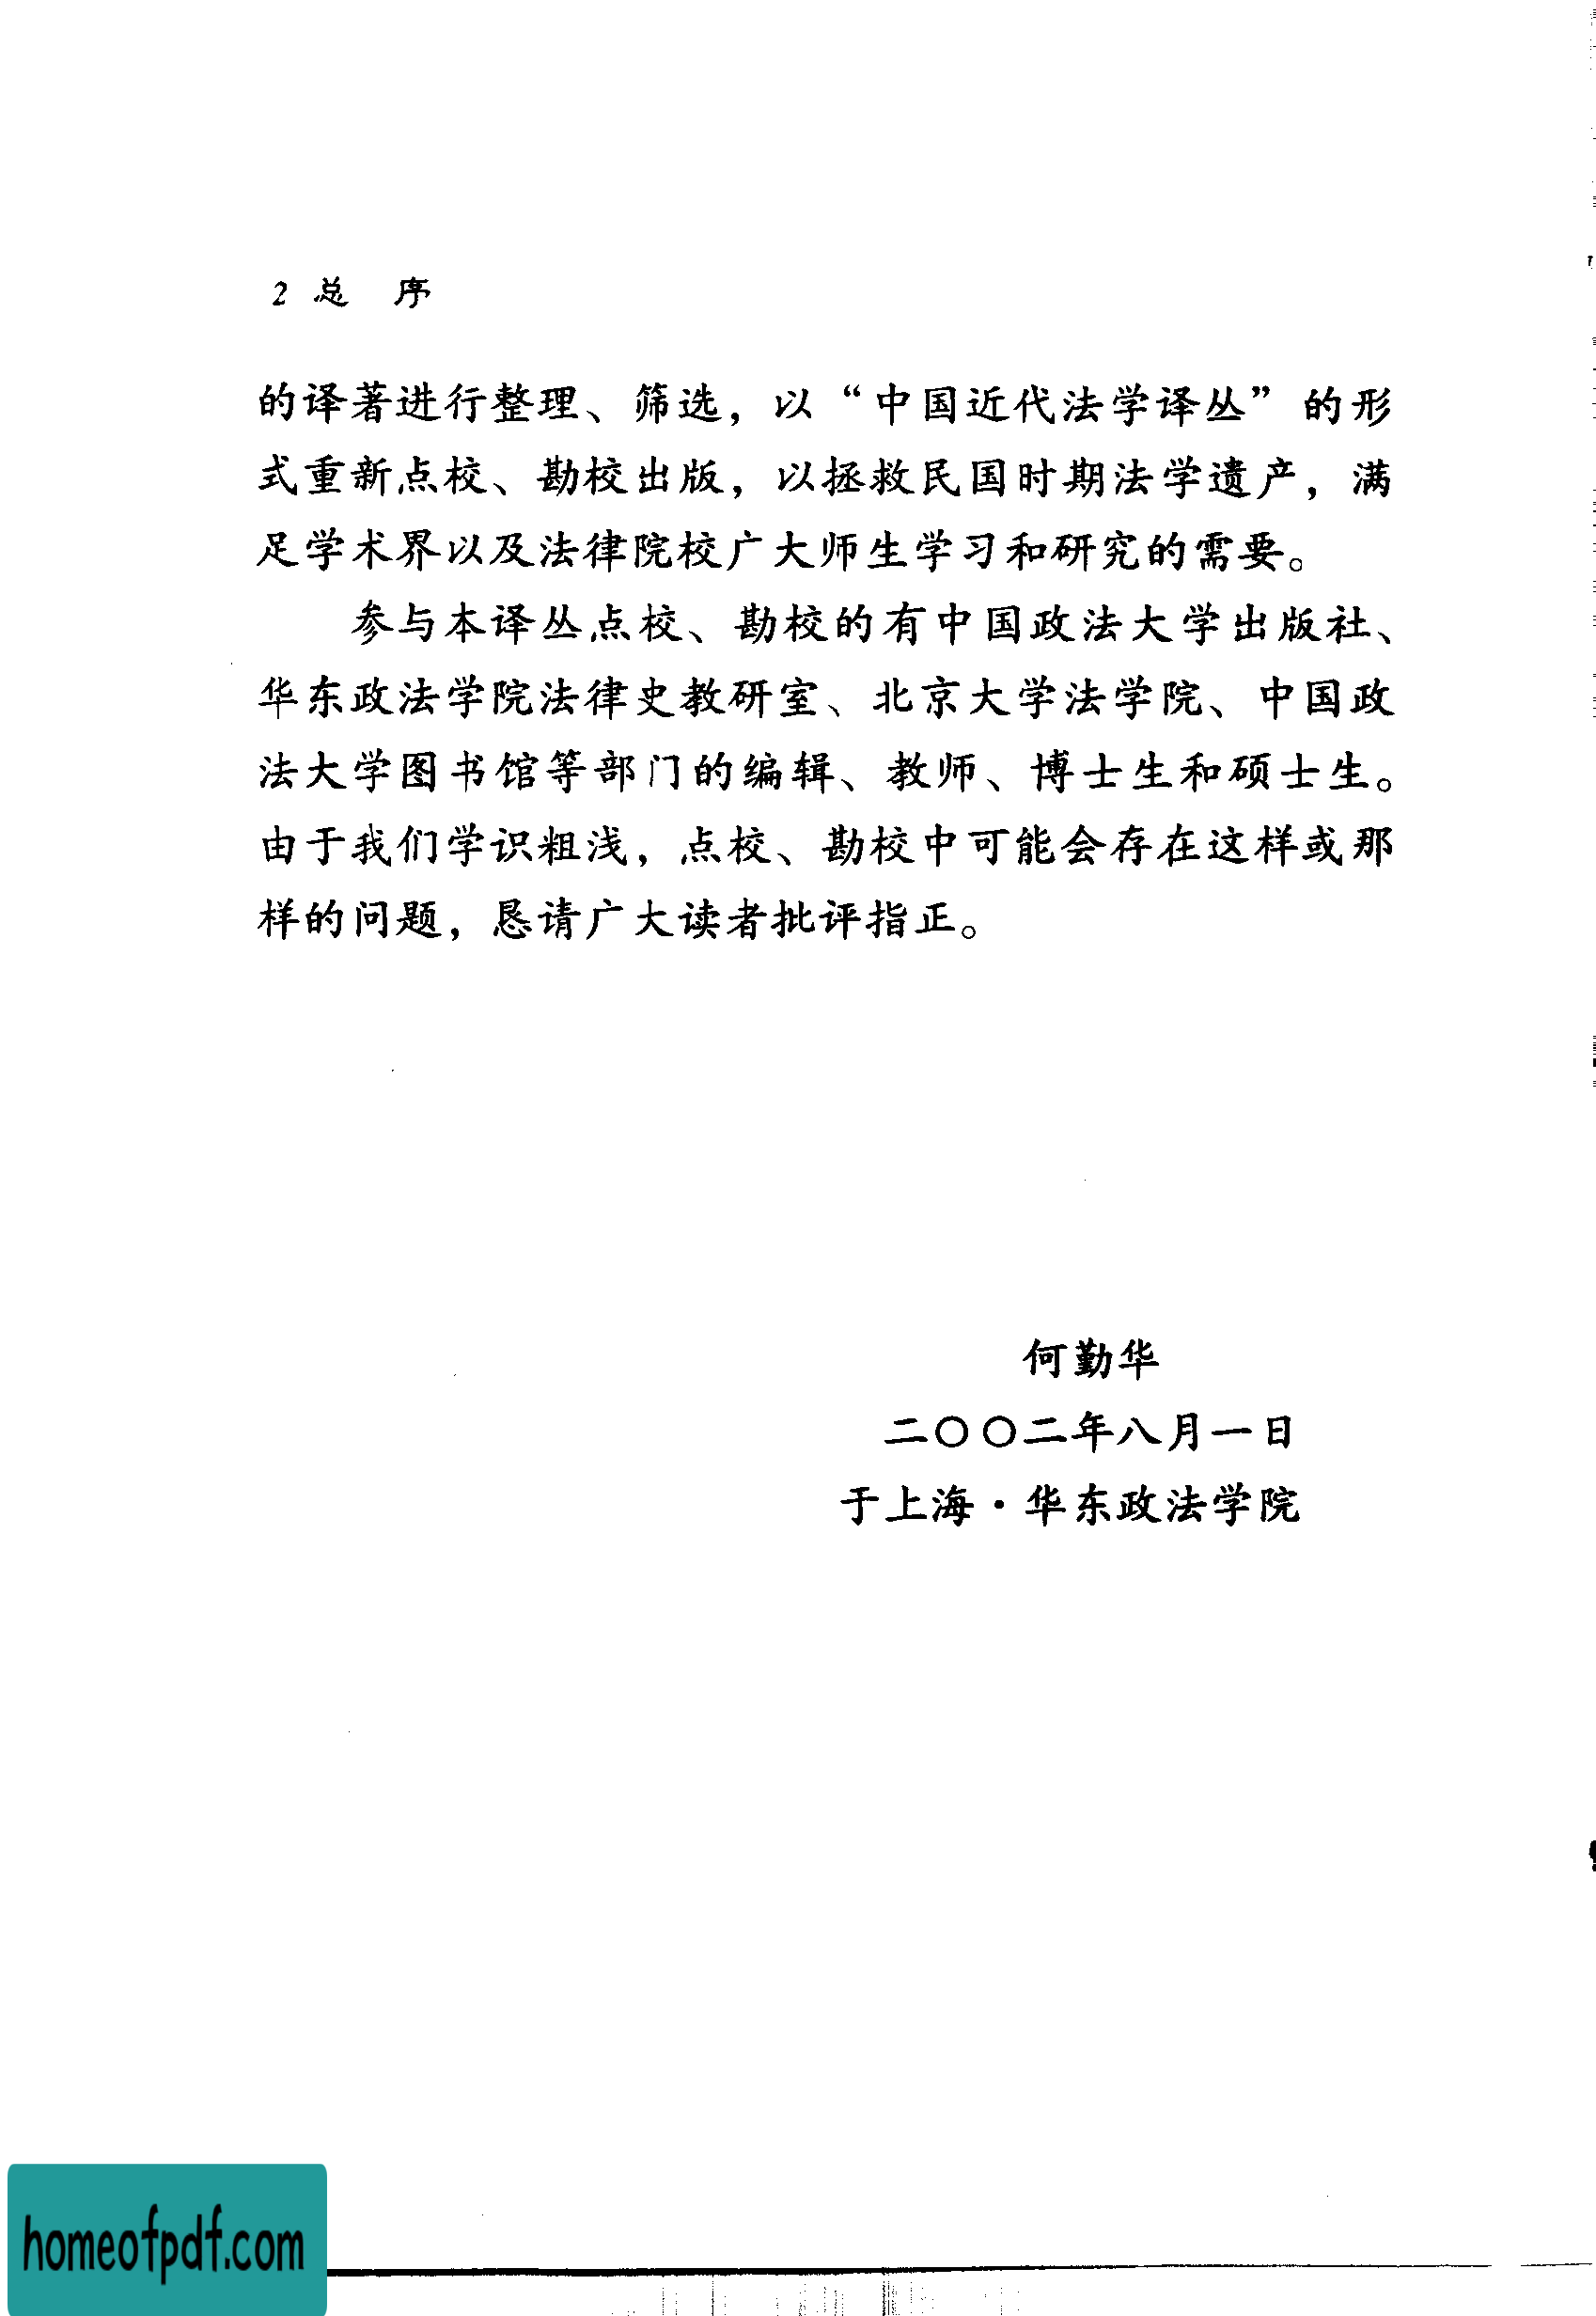 2 总 序
的译著进行整理、筛选，以“中国近代法学译丛”的形
式重新点校、勘校出版，以拯救民国时期法学遗产，满
足学术界以及法律院校广大师生学习和研究的需要。
参与本译丛点校、勘校的有中国政法大学出版社、
华东政法学院法律史教研室、北京大学法学院、中国政
法大学图书馆等部门的编辑、教师、博士生和硕士生。
由于我们学识粗浅，点校、勘校中可能会存在这样或那
样的问题，恳请广大读者批评指正。
何勤华
二〇〇二年八月一日
于上海·华东政法学院
homeofpdf.com